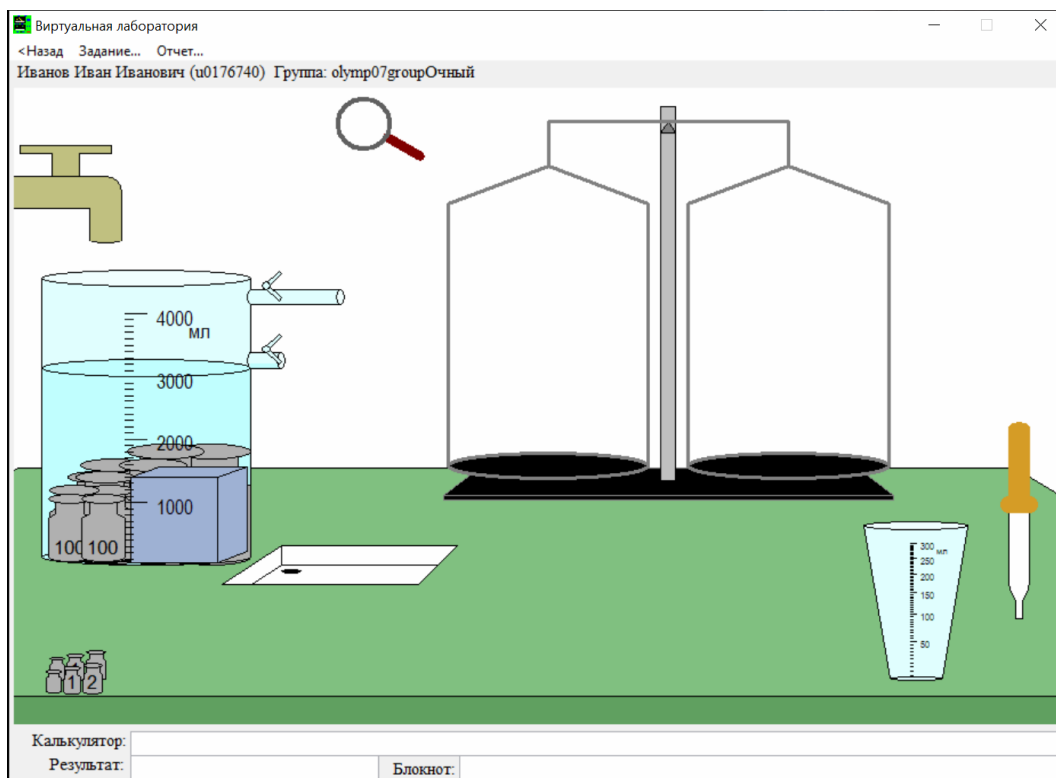 Виртуальная лаборатория
<Назад Задание... Отчет...
Иванов Иван Иванович (u0176740) Группа: olymp07groupОчный
4000
мл
3000
2000
1000
100 100
300 мл
250
200
150
100
50
1 2
Калькулятор:
Результат: Блокнот: